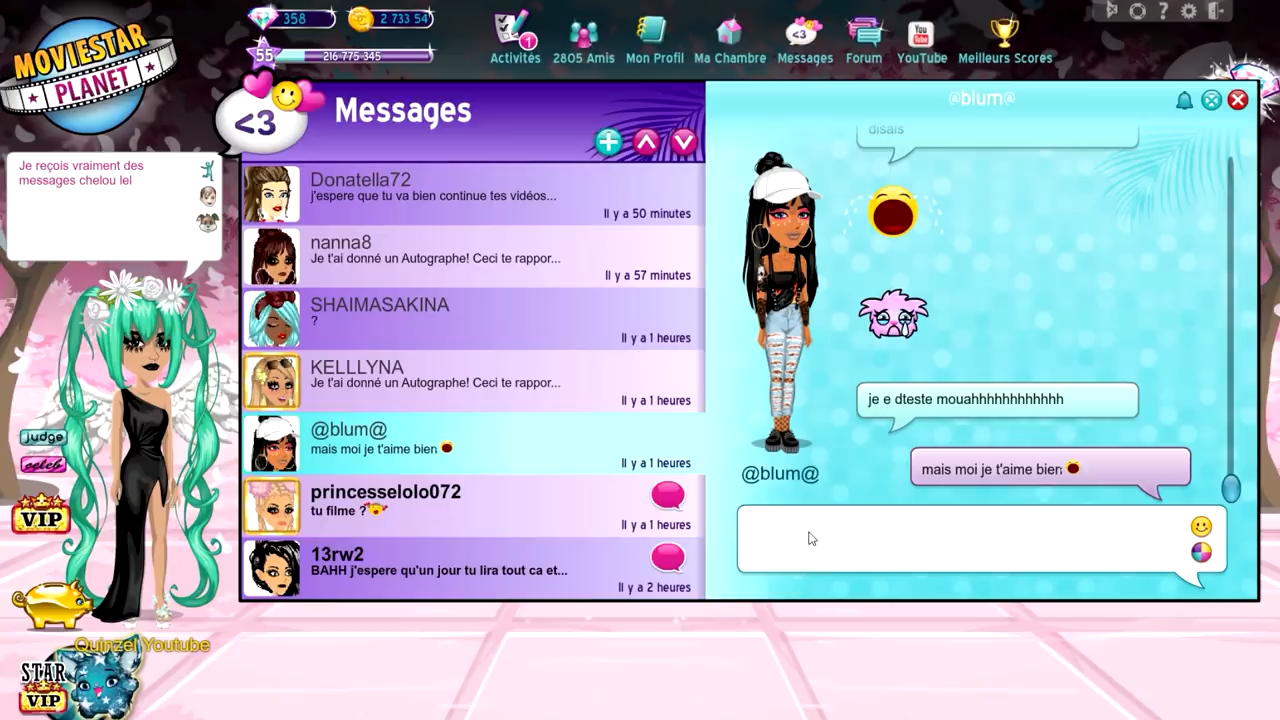 MOVIESTAR
PLANET
358
2 733 54
55
216 775 345
1
Activités
2805 Amis
Mon Profil
<3
Ma Chambre
Messages
Forum
You
Tube
YouTube
Meilleurs Scores
Je reçois vraiment des
messages chelou lel
<3
Messages
Donatella72
j'espere que tu va bien continue tes vidéos...
Il y a 50 minutes
nanna8
Je t'ai donné un Autographe! Ceci te rappor...
Il y a 57 minutes
SHAIMASAKINA
?
Il y a 1 heures
KELLLYNA
Je t'ai donné un Autographe! Ceci te rappor...
Il y a 1 heures
@blum@
mais moi je t'aime bien
Il y a 1 heures
princesselolo072
tu filme ?
Il y a 1 heures
13rw2
BAHH j'espere qu'un jour tu lira tout ca et...
Il y a 2 heures
@blum@
disais
je e dteste mouahhhhhhhhhhhh
mais moi je t'aime bien
@blum@
judge
celeb
VIP
Quinzel Youtube
STAR
VIP